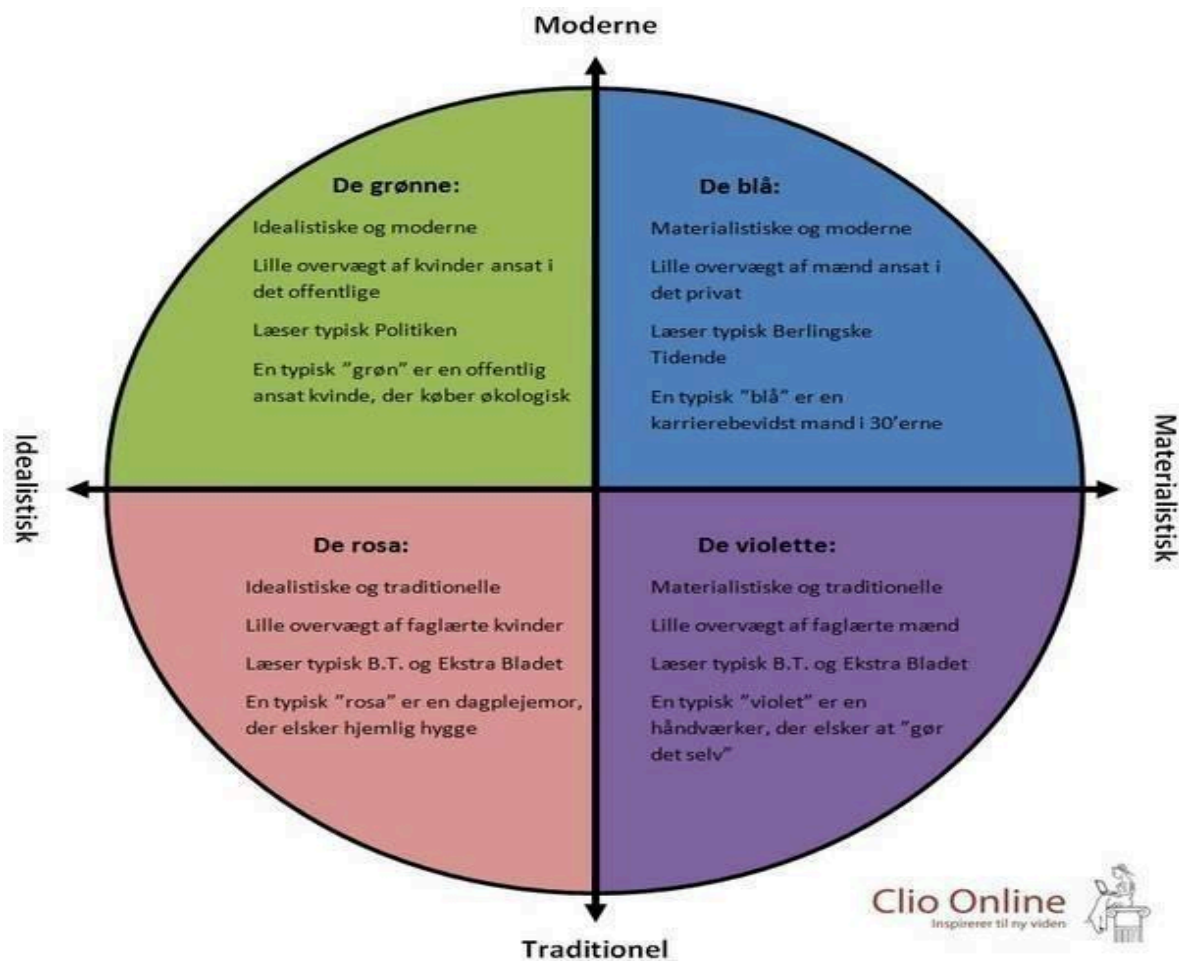 Moderne
De grønne:
Idealistiske og moderne
Lille overvægt af kvinder ansat i
det offentlige
Læser typisk Politiken
En typisk ”grøn” er en offentlig
ansat kvinde, der køber økologisk
De blå:
Materialistiske og moderne
Lille overvægt af mænd ansat i
det privat
Læser typisk Berlingske
Tidende
En typisk ”blå” er en
karrierebevidst mand i 30’erne
Idealistisk
Materialistisk
De rosa:
Idealistiske og traditionelle
Lille overvægt af faglærte kvinder
Læser typisk B.T. og Ekstra Bladet
En typisk ”rosa” er en dagplejemor,
der elsker hjemlig hygge
De violette:
Materialistiske og traditionelle
Lille overvægt af faglærte mænd
Læser typisk B.T. og Ekstra Bladet
En typisk ”violet” er en
håndværker, der elsker at ”gør
det selv”
Traditionel
Clio Online
Inspirerer til ny viden